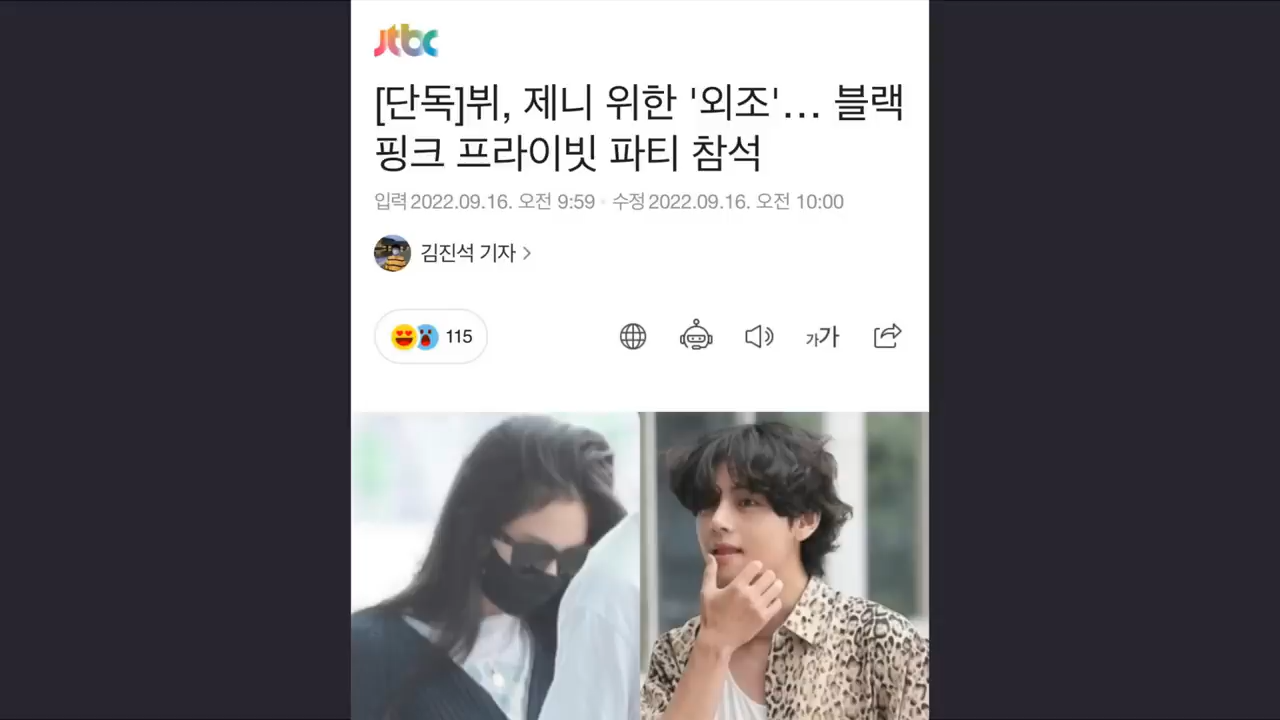 jtbc
[단독]뷔, 제니 위한 '외조'… 블랙
핑크 프라이빗 파티 참석
입력 2022.09.16. 오전 9:59 · 수정 2022.09.16. 오전 10:00
김진석 기자 >
115
가가